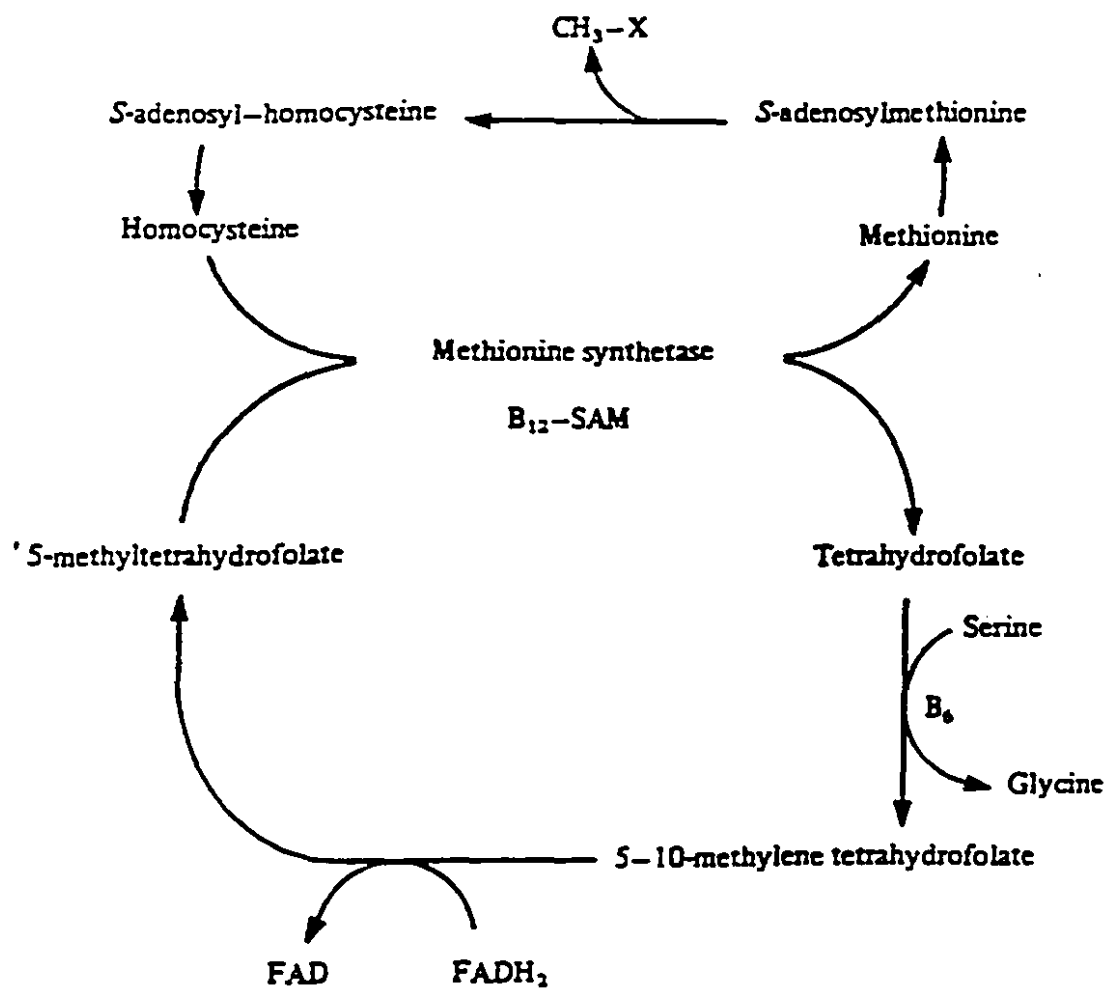 CH₃–X
S-adenosyl–homocysteine
S-adenosylmethionine
Homocysteine
Methionine
Methionine synthetase
B₁₂–SAM
' 5-methyltetrahydrofolate
Tetrahydrofolate
Serine
B₆
Glycine
5–10-methylene tetrahydrofolate
FAD
FADH₂